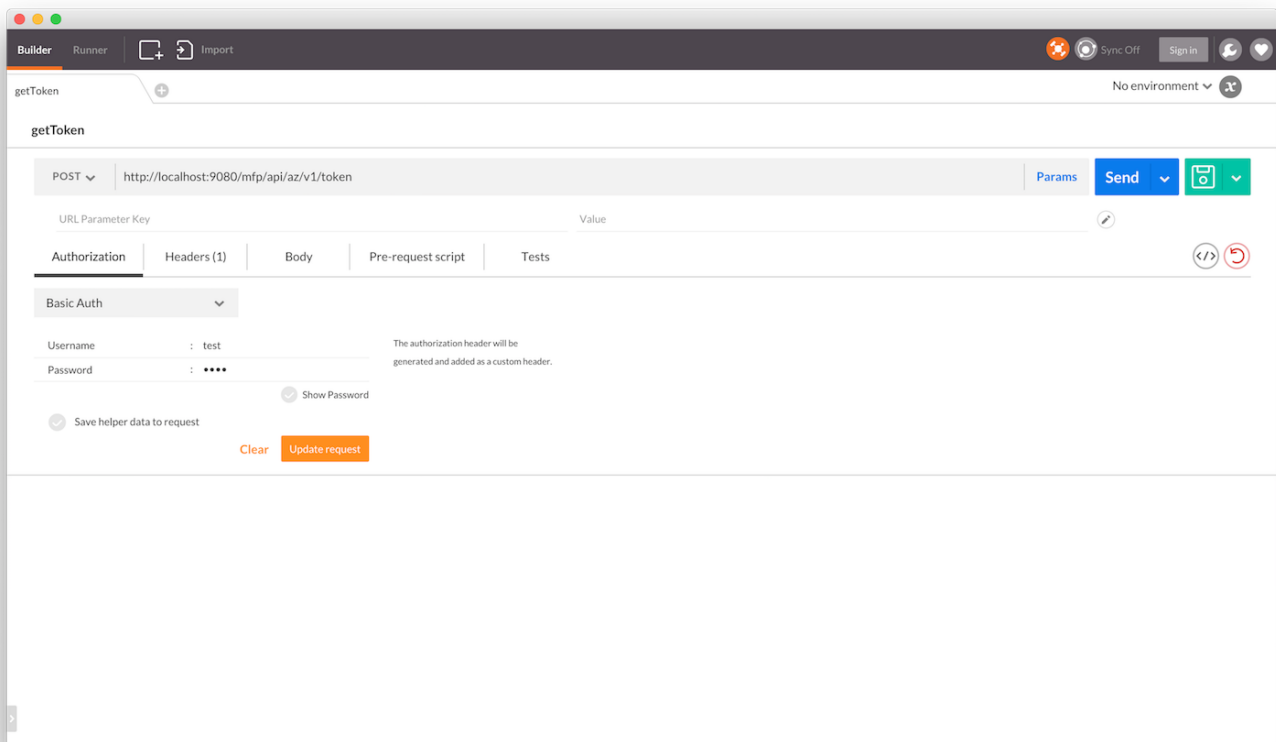 Builder Runner Import Sync Off Sign in
getToken No environment
getToken
POST http://localhost:9080/mfp/api/az/v1/token Params Send
URL Parameter Key Value
Authorization Headers (1) Body Pre-request script Tests
Basic Auth
Username : test
The authorization header will be
generated and added as a custom header.
Password : ••••
Show Password
Save helper data to request
Clear Update request